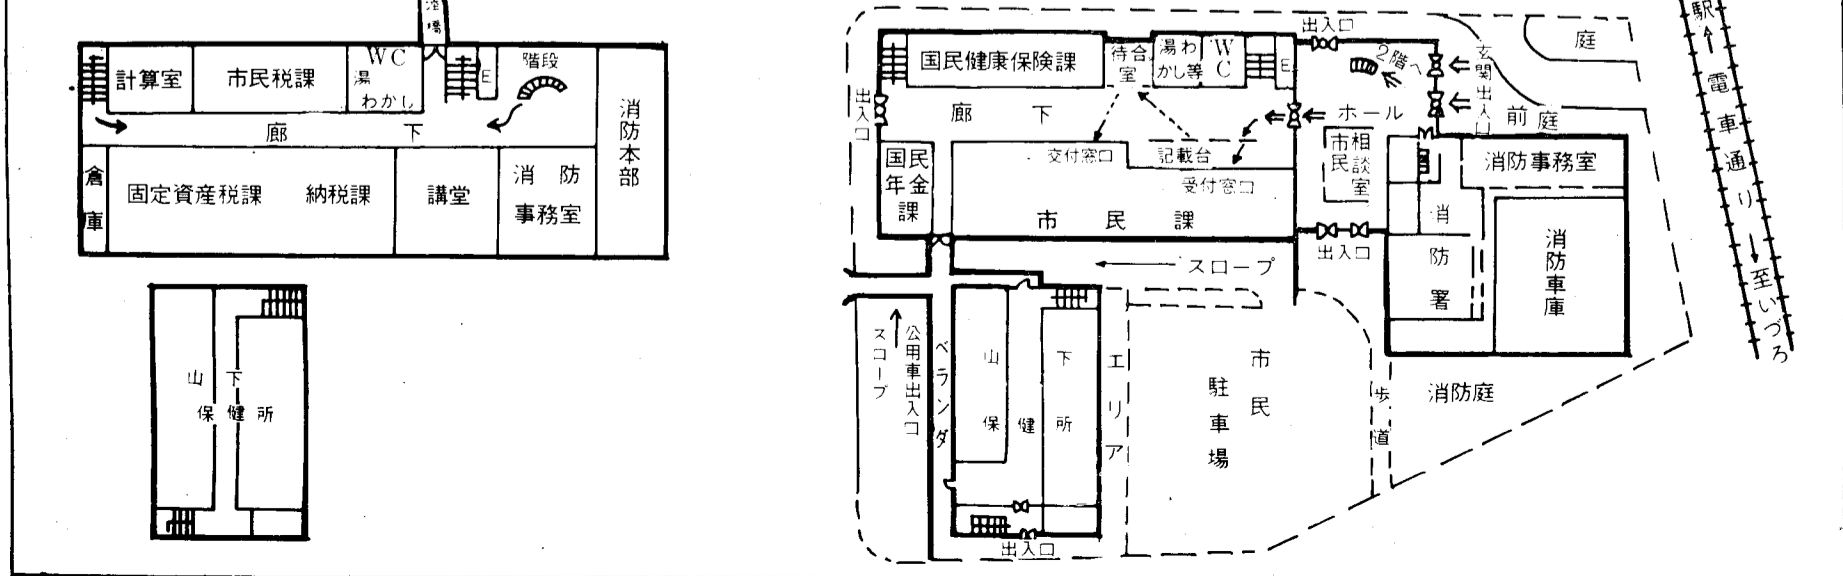 橋
計算室
市民税課
WC
湯
わかし
E
階段
消防本部
廊下
倉庫
固定資産税課
納税課
講堂
消防
事務室
山下
保健所
出入口
国民健康保険課
待合
室
湯わ
かし等
WC
E
2階へ
玄関出入口
庭
前庭
駅
電車通り
至いづろ
出入口
廊下
ホール
国民
年金
課
交付窓口
記載台
受付窓口
市民課
市民
相談室
消防事務室
消防署
消防車庫
出入口
スロープ
公用車出入口
スロープ
ベランダ
山下
保健所
エリア
市民
駐車場
歩道
消防庭
出入口